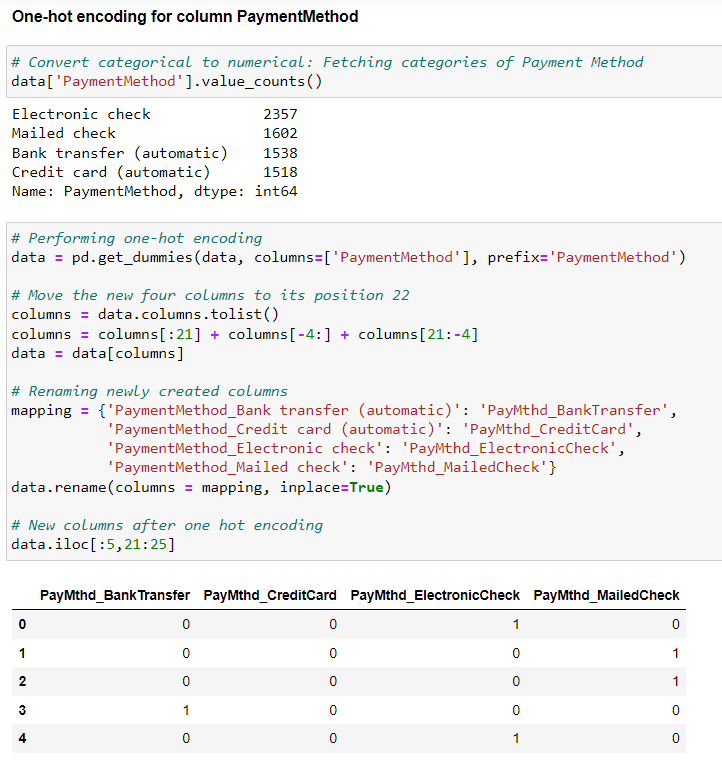 One-hot encoding for column PaymentMethod
# Convert categorical to numerical: Fetching categories of Payment Method
data['PaymentMethod'].value_counts()
Electronic check             2357
Mailed check                 1602
Bank transfer (automatic)    1538
Credit card (automatic)      1518
Name: PaymentMethod, dtype: int64
# Performing one-hot encoding
data = pd.get_dummies(data, columns=['PaymentMethod'], prefix='PaymentMethod')
# Move the new four columns to its position 22
columns = data.columns.tolist()
columns = columns[:21] + columns[-4:] + columns[21:-4]
data = data[columns]
# Renaming newly created columns
mapping = {'PaymentMethod_Bank transfer (automatic)': 'PayMthd_BankTransfer',
           'PaymentMethod_Credit card (automatic)': 'PayMthd_CreditCard',
           'PaymentMethod_Electronic check': 'PayMthd_ElectronicCheck',
           'PaymentMethod_Mailed check': 'PayMthd_MailedCheck'}
data.rename(columns = mapping, inplace=True)
# New columns after one hot encoding
data.iloc[:5,21:25]
PayMthd_BankTransfer PayMthd_CreditCard PayMthd_ElectronicCheck PayMthd_MailedCheck
0 0 0 1 0
1 0 0 0 1
2 0 0 0 1
3 1 0 0 0
4 0 0 1 0